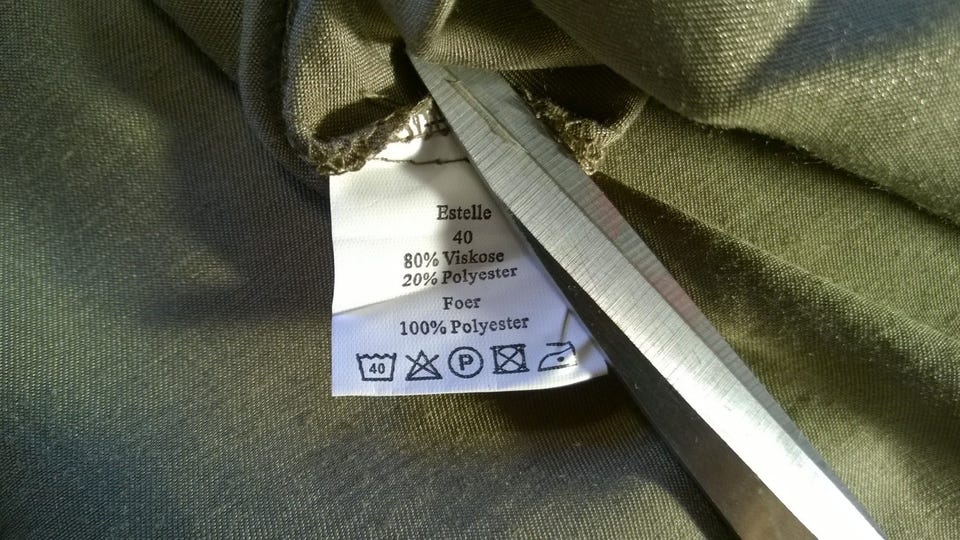 Estelle
40
80% Viskose
20% Polyester
Foer
100% Polyester
40 P